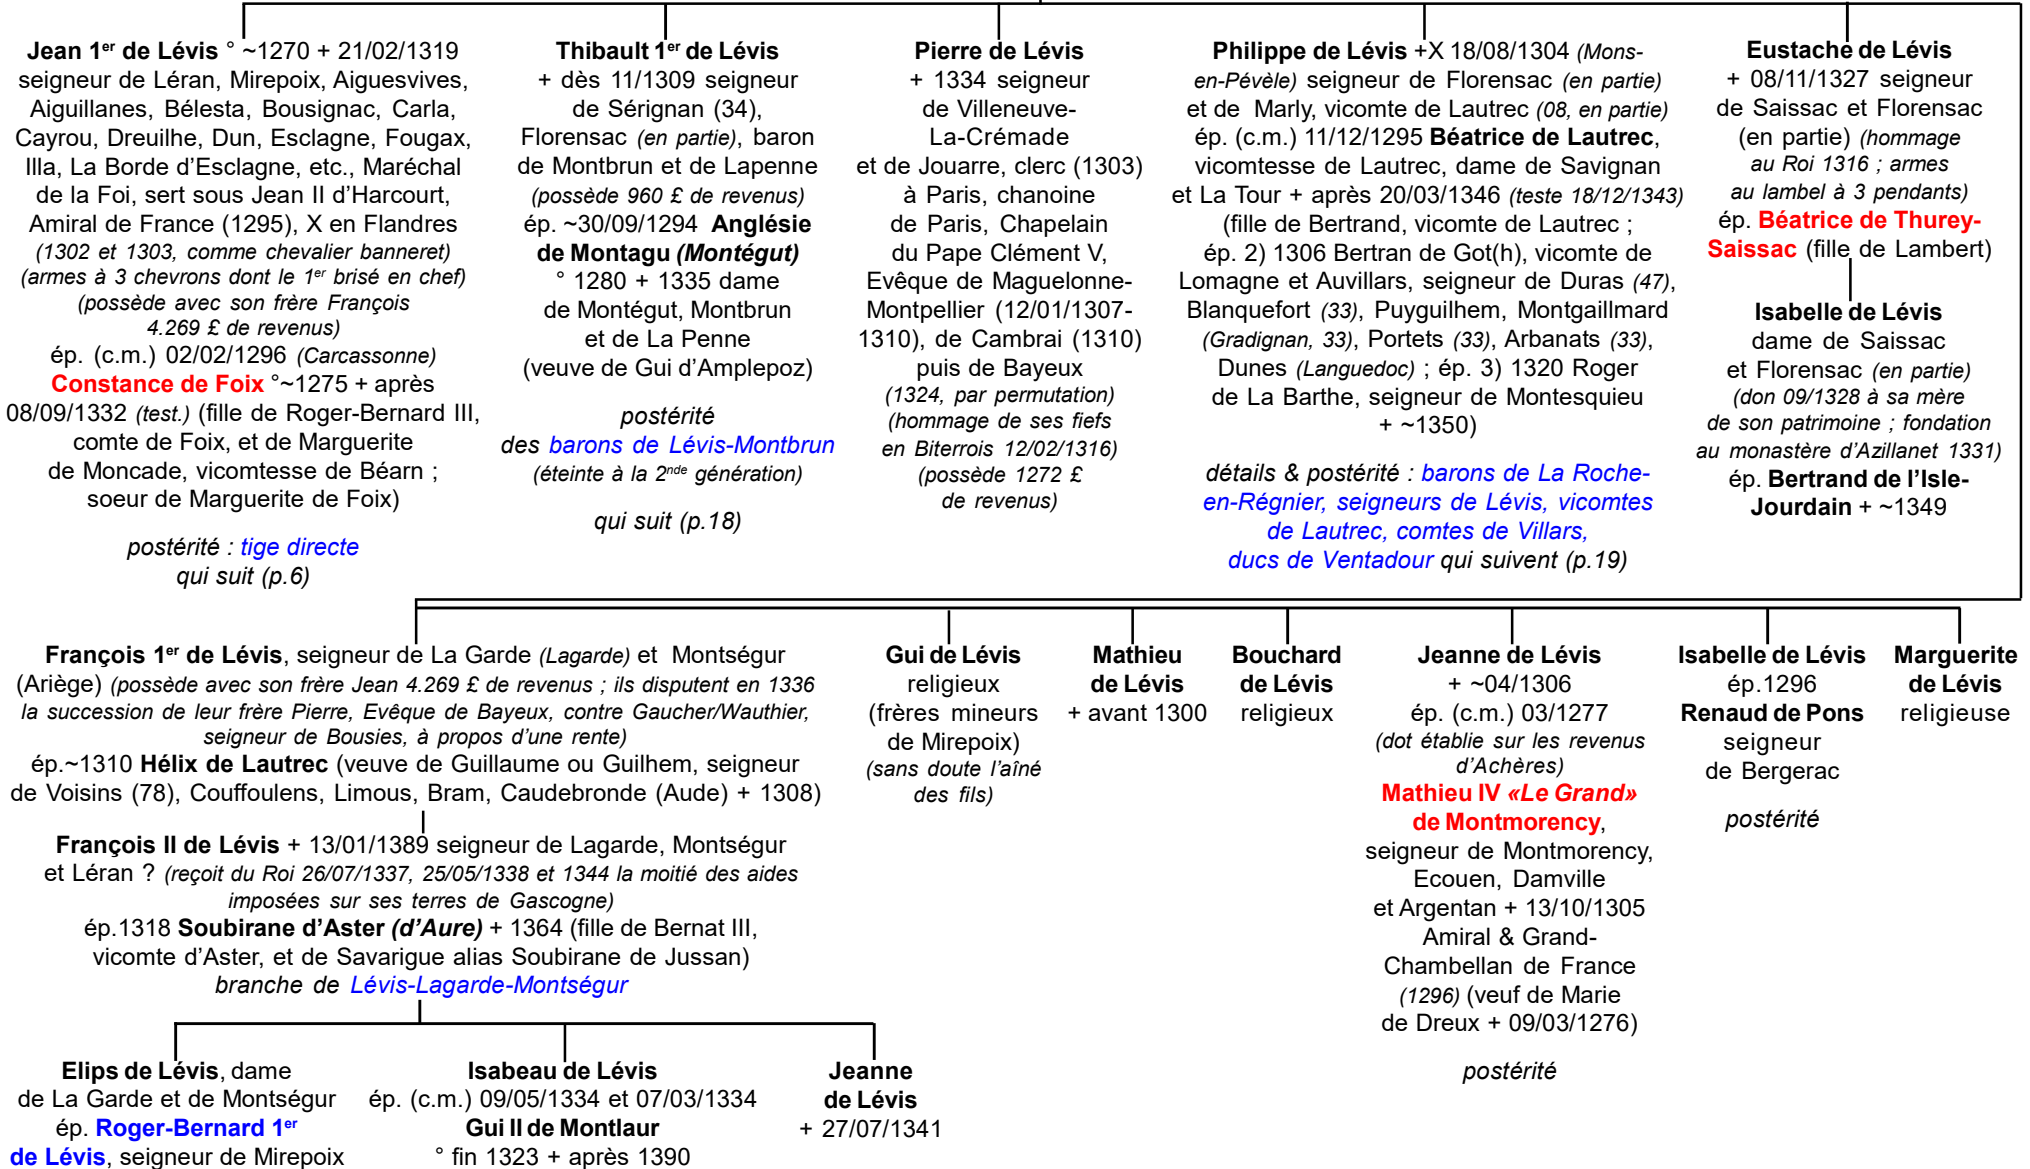 Jean 1er de Lévis ° ~1270 + 21/02/1319
seigneur de Léran, Mirepoix, Aiguesvives,
Aiguillanes, Bélesta, Bousignac, Carla,
Cayrou, Dreuilhe, Dun, Esclagne, Fougax,
Illa, La Borde d’Esclagne, etc., Maréchal
de la Foi, sert sous Jean II d’Harcourt,
Amiral de France (1295), X en Flandres
(1302 et 1303, comme chevalier banneret)
(armes à 3 chevrons dont le 1er brisé en chef)
(possède avec son frère François
4.269 £ de revenus)
ép. (c.m.) 02/02/1296 (Carcassonne)
Constance de Foix °~1275 + après
08/09/1332 (test.) (fille de Roger-Bernard III,
comte de Foix, et de Marguerite
de Moncade, vicomtesse de Béarn ;
soeur de Marguerite de Foix)
postérité : tige directe
qui suit (p.6)
Thibault 1er de Lévis
+ dès 11/1309 seigneur
de Sérignan (34),
Florensac (en partie), baron
de Montbrun et de Lapenne
(possède 960 £ de revenus)
ép. ~30/09/1294 Anglésie
de Montagu (Montégut)
° 1280 + 1335 dame
de Montégut, Montbrun
et de La Penne
(veuve de Gui d’Amplepoz)
postérité
des barons de Lévis-Montbrun
(éteinte à la 2nde génération)
qui suit (p.18)
Pierre de Lévis
+ 1334 seigneur
de Villeneuve-
La-Crémade
et de Jouarre, clerc (1303)
à Paris, chanoine
de Paris, Chapelain
du Pape Clément V,
Evêque de Maguelonne-
Montpellier (12/01/1307-
1310), de Cambrai (1310)
puis de Bayeux
(1324, par permutation)
(hommage de ses fiefs
en Biterrois 12/02/1316)
(possède 1272 £
de revenus)
Philippe de Lévis +X 18/08/1304 (Mons-
en-Pévèle) seigneur de Florensac (en partie)
et de Marly, vicomte de Lautrec (08, en partie)
ép. (c.m.) 11/12/1295 Béatrice de Lautrec,
vicomtesse de Lautrec, dame de Savignan
et La Tour + après 20/03/1346 (teste 18/12/1343)
(fille de Bertrand, vicomte de Lautrec ;
ép. 2) 1306 Bertran de Got(h), vicomte de
Lomagne et Auvillars, seigneur de Duras (47),
Blanquefort (33), Puyguilhem, Montgaillmard
(Gradignan, 33), Portets (33), Arbanats (33),
Dunes (Languedoc) ; ép. 3) 1320 Roger
de La Barthe, seigneur de Montesquieu
+ ~1350)
détails & postérité : barons de La Roche-
en-Régnier, seigneurs de Lévis, vicomtes
de Lautrec, comtes de Villars,
ducs de Ventadour qui suivent (p.19)
Eustache de Lévis
+ 08/11/1327 seigneur
de Saissac et Florensac
(en partie) (hommage
au Roi 1316 ; armes
au lambel à 3 pendants)
ép. Béatrice de Thurey-
Saissac (fille de Lambert)
Isabelle de Lévis
dame de Saissac
et Florensac (en partie)
(don 09/1328 à sa mère
de son patrimoine ; fondation
au monastère d’Azillanet 1331)
ép. Bertrand de l’Isle-
Jourdain + ~1349
François 1er de Lévis, seigneur de La Garde (Lagarde) et Montségur
(Ariège) (possède avec son frère Jean 4.269 £ de revenus ; ils disputent en 1336
la succession de leur frère Pierre, Evêque de Bayeux, contre Gaucher/Wauthier,
seigneur de Bousies, à propos d’une rente)
ép.~1310 Hélix de Lautrec (veuve de Guillaume ou Guilhem, seigneur
de Voisins (78), Couffoulens, Limous, Bram, Caudebronde (Aude) + 1308)
François II de Lévis + 13/01/1389 seigneur de Lagarde, Montségur
et Léran ? (reçoit du Roi 26/07/1337, 25/05/1338 et 1344 la moitié des aides
imposées sur ses terres de Gascogne)
ép.1318 Soubirane d’Aster (d’Aure) + 1364 (fille de Bernat III,
vicomte d’Aster, et de Savarigue alias Soubirane de Jussan)
branche de Lévis-Lagarde-Montségur
Gui de Lévis
religieux
(frères mineurs
de Mirepoix)
(sans doute l’aîné
des fils)
Mathieu
de Lévis
+ avant 1300
Bouchard
de Lévis
religieux
Jeanne de Lévis
+ ~04/1306
ép. (c.m.) 03/1277
(dot établie sur les revenus
d’Achères)
Mathieu IV «Le Grand»
de Montmorency,
seigneur de Montmorency,
Ecouen, Damville
et Argentan + 13/10/1305
Amiral & Grand-
Chambellan de France
(1296) (veuf de Marie
de Dreux + 09/03/1276)
postérité
Isabelle de Lévis
ép.1296
Renaud de Pons
seigneur
de Bergerac
postérité
Marguerite
de Lévis
religieuse
Elips de Lévis, dame
de La Garde et de Montségur
ép. Roger-Bernard 1er
de Lévis, seigneur de Mirepoix
Isabeau de Lévis
ép. (c.m.) 09/05/1334 et 07/03/1334
Gui II de Montlaur
° fin 1323 + après 1390
Jeanne
de Lévis
+ 27/07/1341